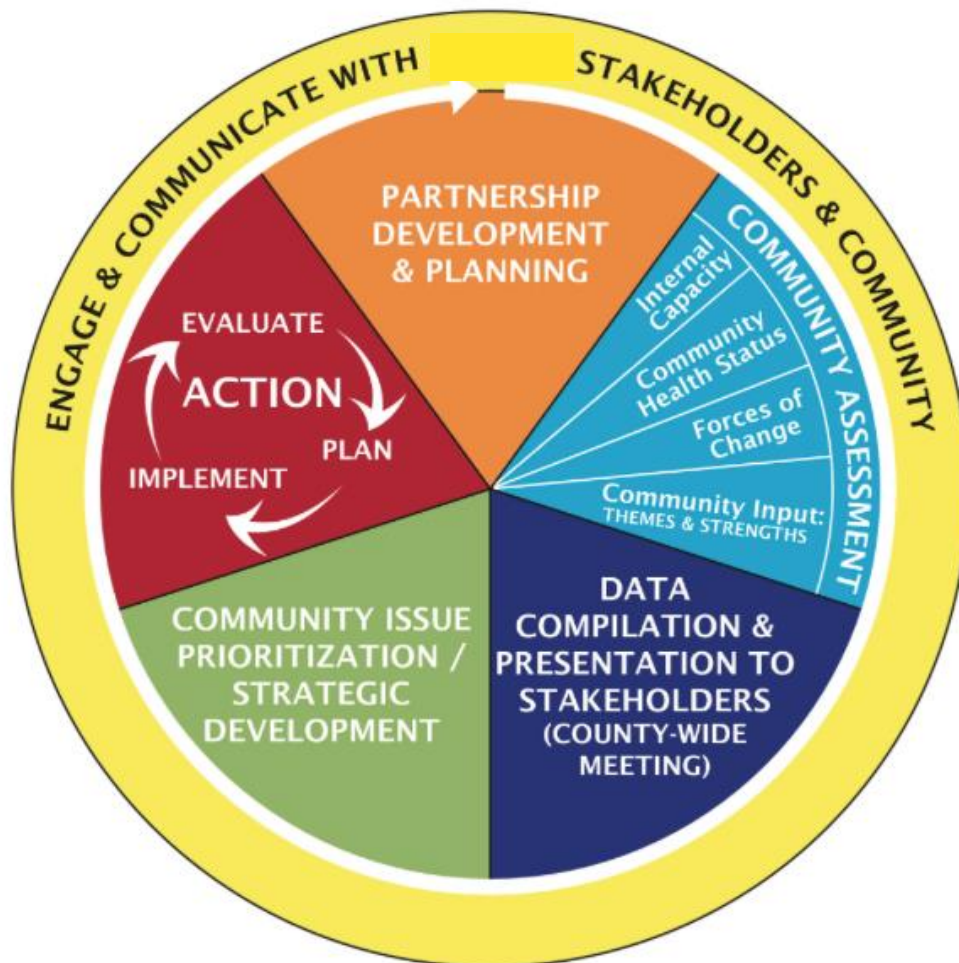 ENGAGE & COMMUNICATE WITH
STAKEHOLDERS & COMMUNITY
PARTNERSHIP
DEVELOPMENT
& PLANNING
COMMUNITY ASSESSMENT
Internal
Capacity
Community
Health Status
Forces of
Change
Community Input:
THEMES & STRENGTHS
DATA
COMPILATION &
PRESENTATION TO
STAKEHOLDERS
(COUNTY-WIDE
MEETING)
COMMUNITY ISSUE
PRIORITIZATION /
STRATEGIC
DEVELOPMENT
ACTION
EVALUATE
PLAN
IMPLEMENT